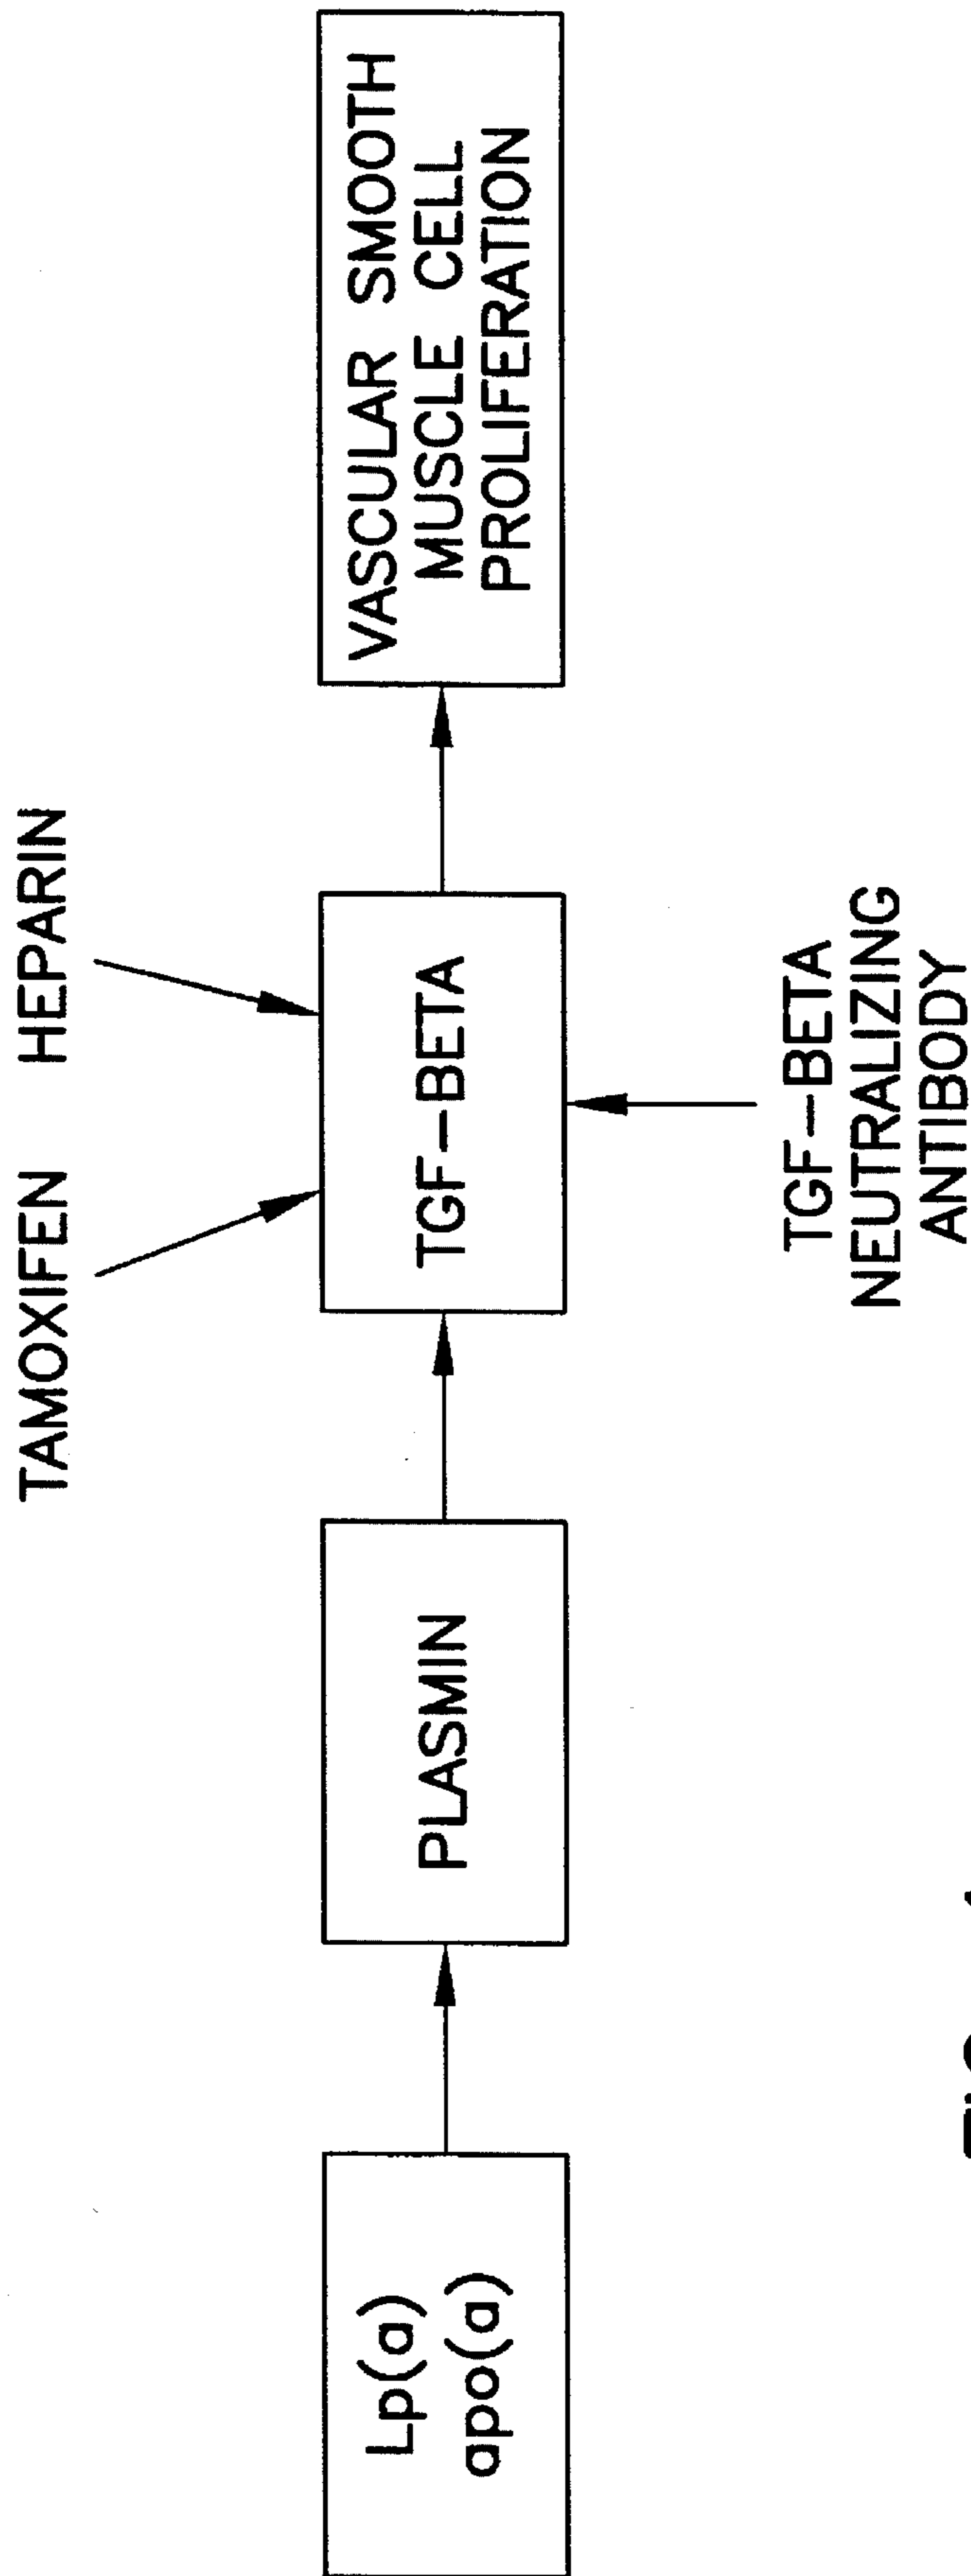 TAMOXIFEN HEPARIN
Lp(a)
apo(a)
PLASMIN
TGF-BETA
VASCULAR SMOOTH
MUSCLE CELL
PROLIFERATION
TGF-BETA
NEUTRALIZING
ANTIBODY